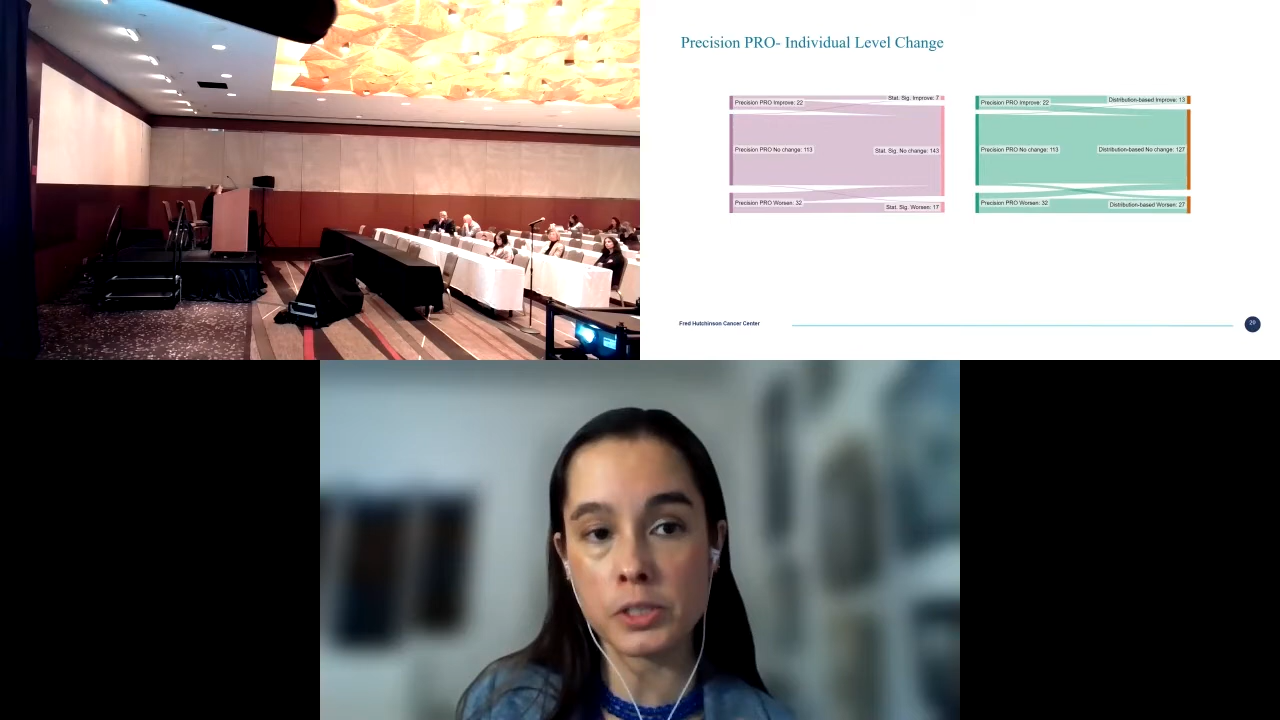 Precision PRO- Individual Level Change
Precision PRO Improve: 22
Stat. Sig. Improve: 7
Precision PRO No change: 113
Stat. Sig. No change: 143
Precision PRO Worsen: 32
Stat. Sig. Worsen: 17
Precision PRO Improve: 22
Distribution-based Improve: 13
Precision PRO No change: 113
Distribution-based No change: 127
Precision PRO Worsen: 32
Distribution-based Worsen: 27
Fred Hutchinson Cancer Center
29